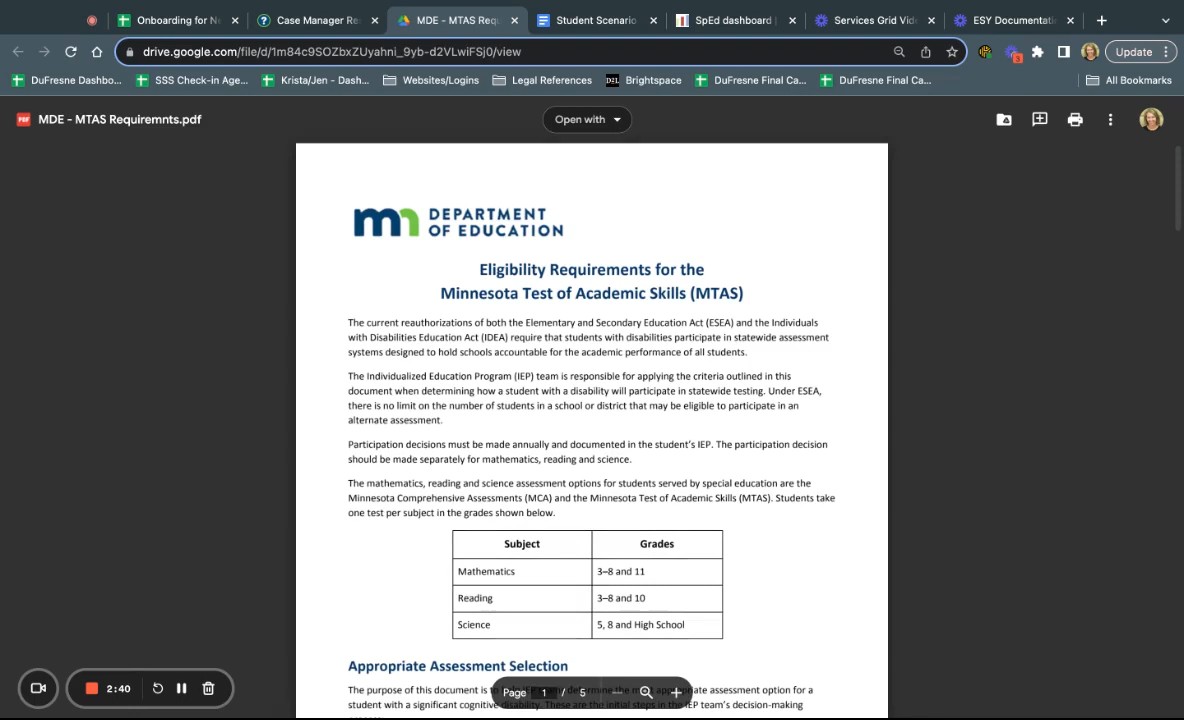 Onboarding for Ne
Case Manager Re
MDE - MTAS Requ
Student Scenario
SpEd dashboard |
Services Grid Vid
ESY Documentati
drive.google.com/file/d/1m84c9SOZbxZUyahni_9yb-d2VLwiFSj0/view
3
Update
DuFresne Dashbo...
SSS Check-in Age...
Krista/Jen - Dash...
Websites/Logins
Legal References
D2L
Brightspace
DuFresne Final Ca...
DuFresne Final Ca...
All Bookmarks
PDF
MDE - MTAS Requiremnts.pdf
Open with
mn DEPARTMENT
OF EDUCATION
Eligibility Requirements for the
Minnesota Test of Academic Skills (MTAS)
The current reauthorizations of both the Elementary and Secondary Education Act (ESEA) and the Individuals
with Disabilities Education Act (IDEA) require that students with disabilities participate in statewide assessment
systems designed to hold schools accountable for the academic performance of all students.
The Individualized Education Program (IEP) team is responsible for applying the criteria outlined in this
document when determining how a student with a disability will participate in statewide testing. Under ESEA,
there is no limit on the number of students in a school or district that may be eligible to participate in an
alternate assessment.
Participation decisions must be made annually and documented in the student's IEP. The participation decision
should be made separately for mathematics, reading and science.
The mathematics, reading and science assessment options for students served by special education are the
Minnesota Comprehensive Assessments (MCA) and the Minnesota Test of Academic Skills (MTAS). Students take
one test per subject in the grades shown below.
Subject Grades
Mathematics 3–8 and 11
Reading 3–8 and 10
Science 5, 8 and High School
Appropriate Assessment Selection
The purpose of this document is to help IEP teams determine the most appropriate assessment option for a
student with a significant cognitive disability. These are the initial steps in the IEP team's decision-making
Page 1 / 5
2:40